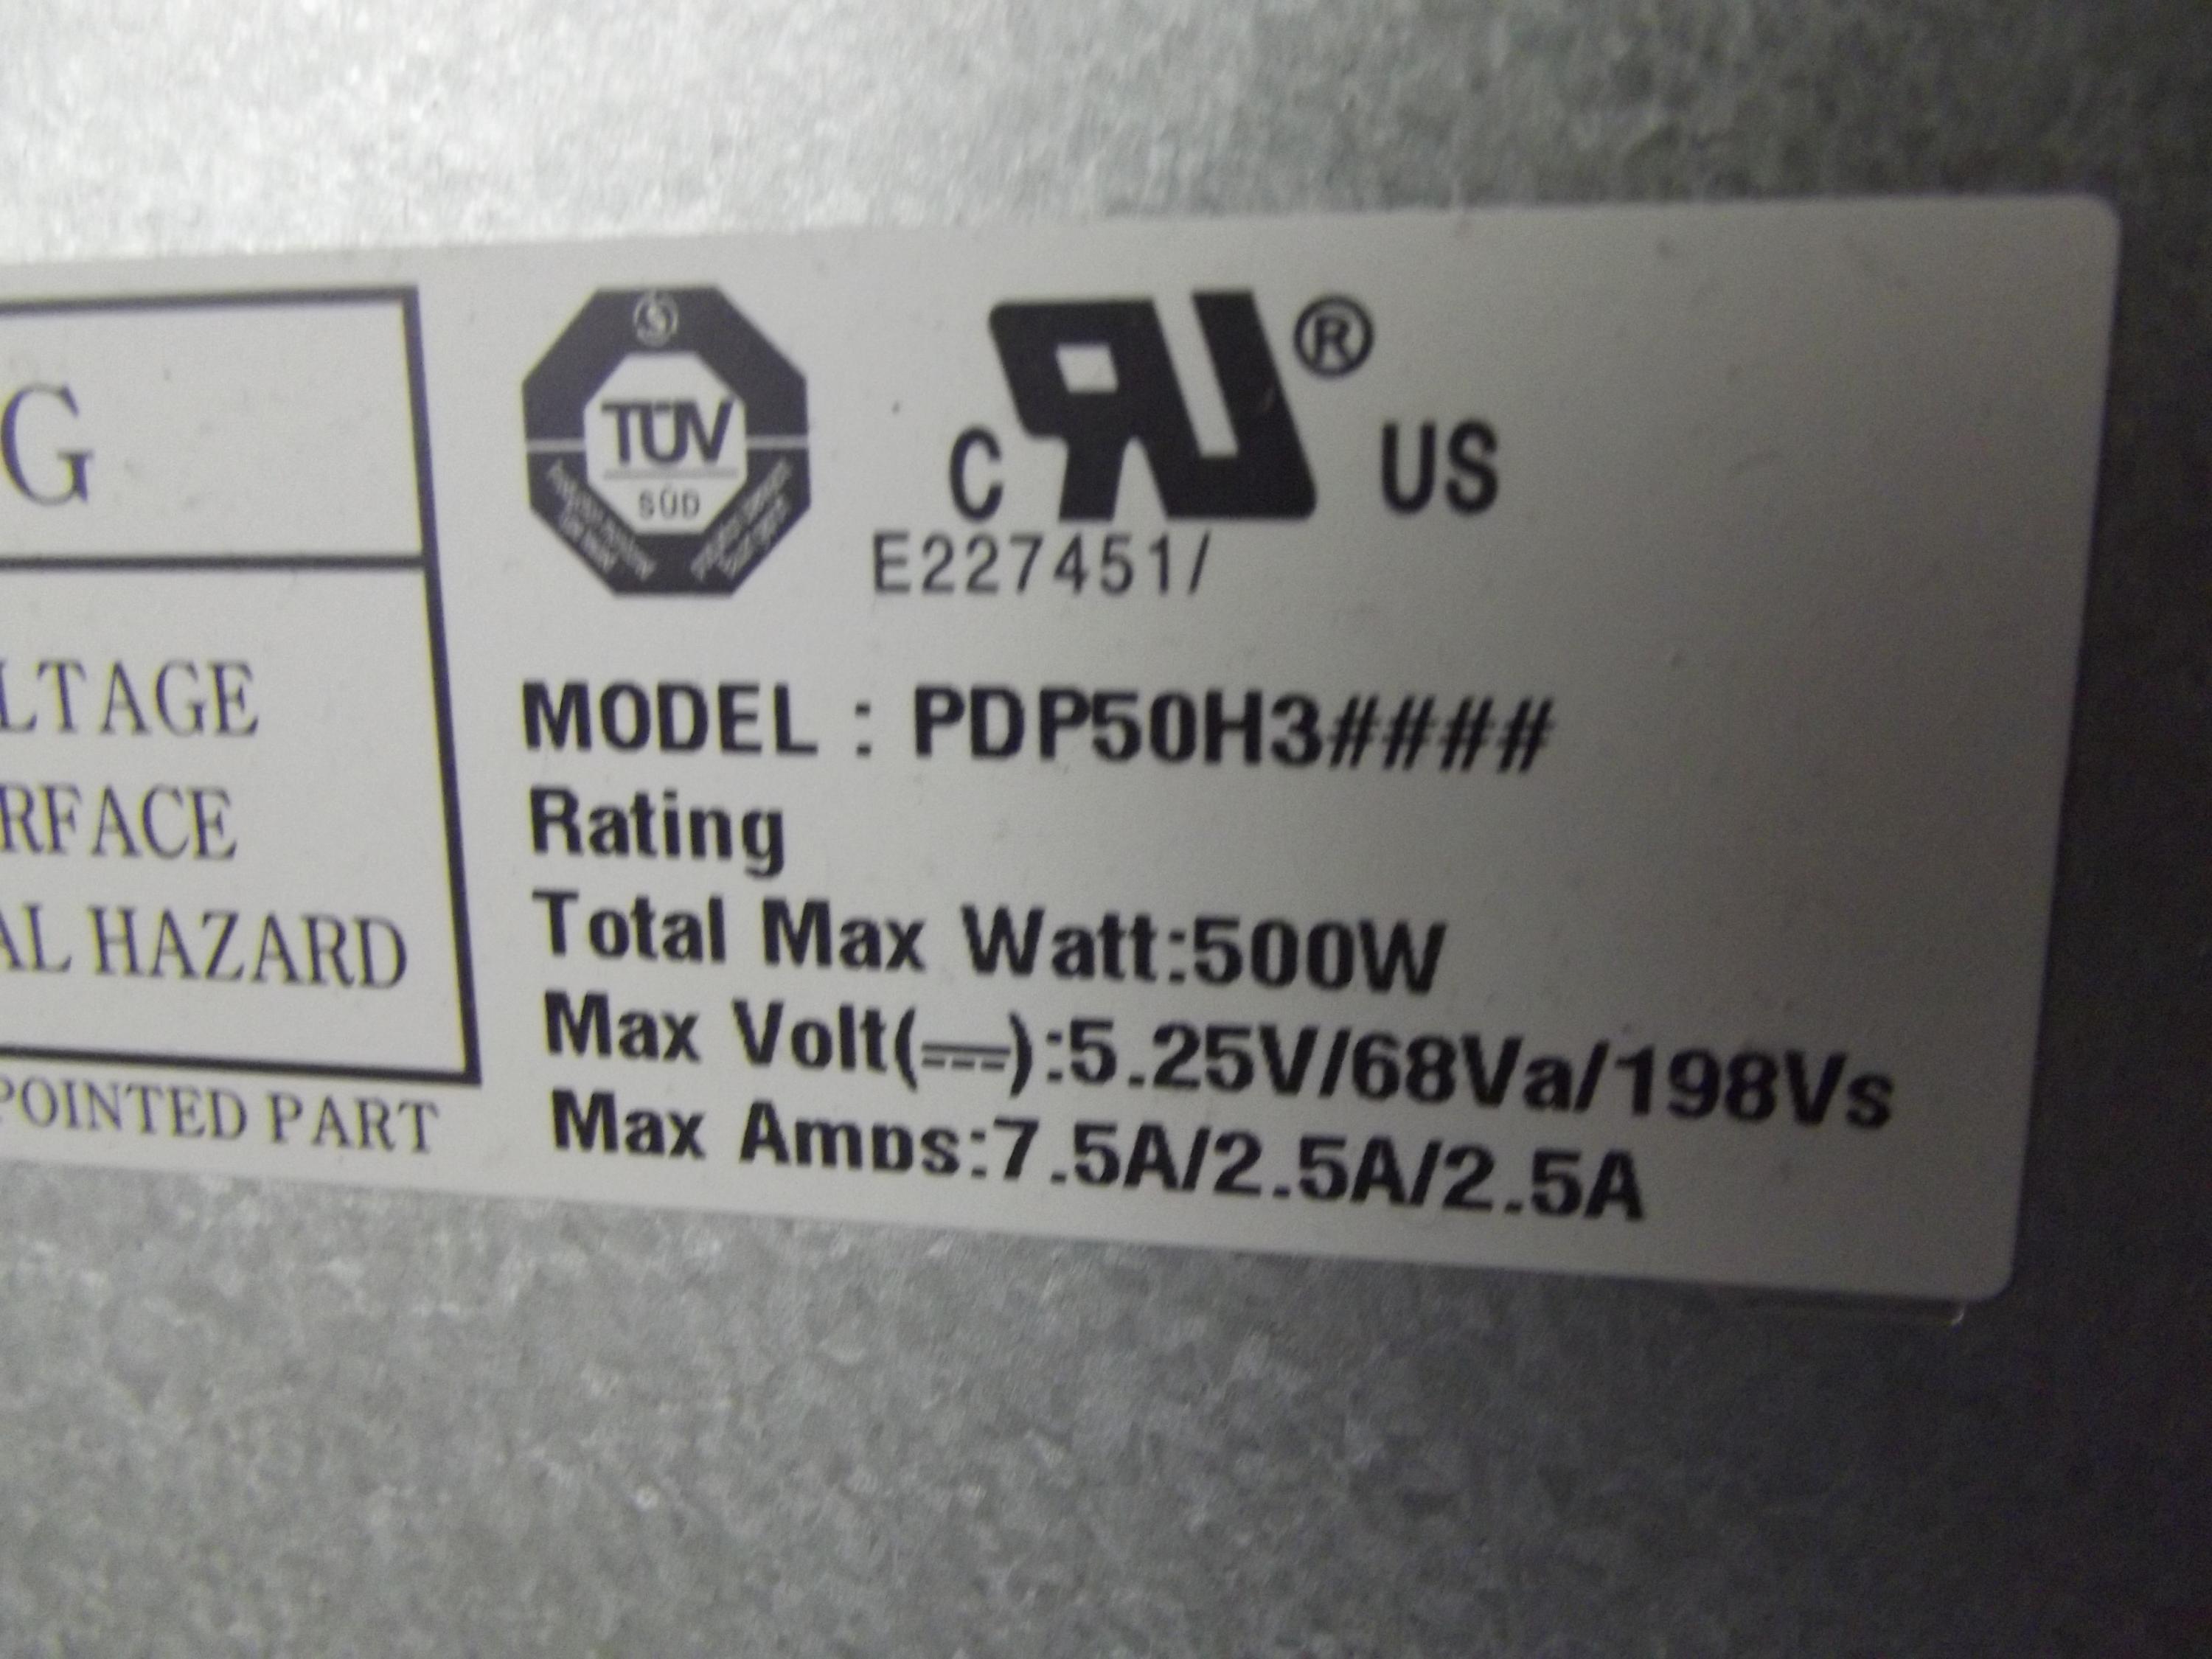 G
LTAGE
RFACE
AL HAZARD
POINTED PART
TÜV
SÜD
C RU® US
E227451/
MODEL : PDP50H3####
Rating
Total Max Watt:500W
Max Volt(⎓):5.25V/68Va/198Vs
Max Amps:7.5A/2.5A/2.5A